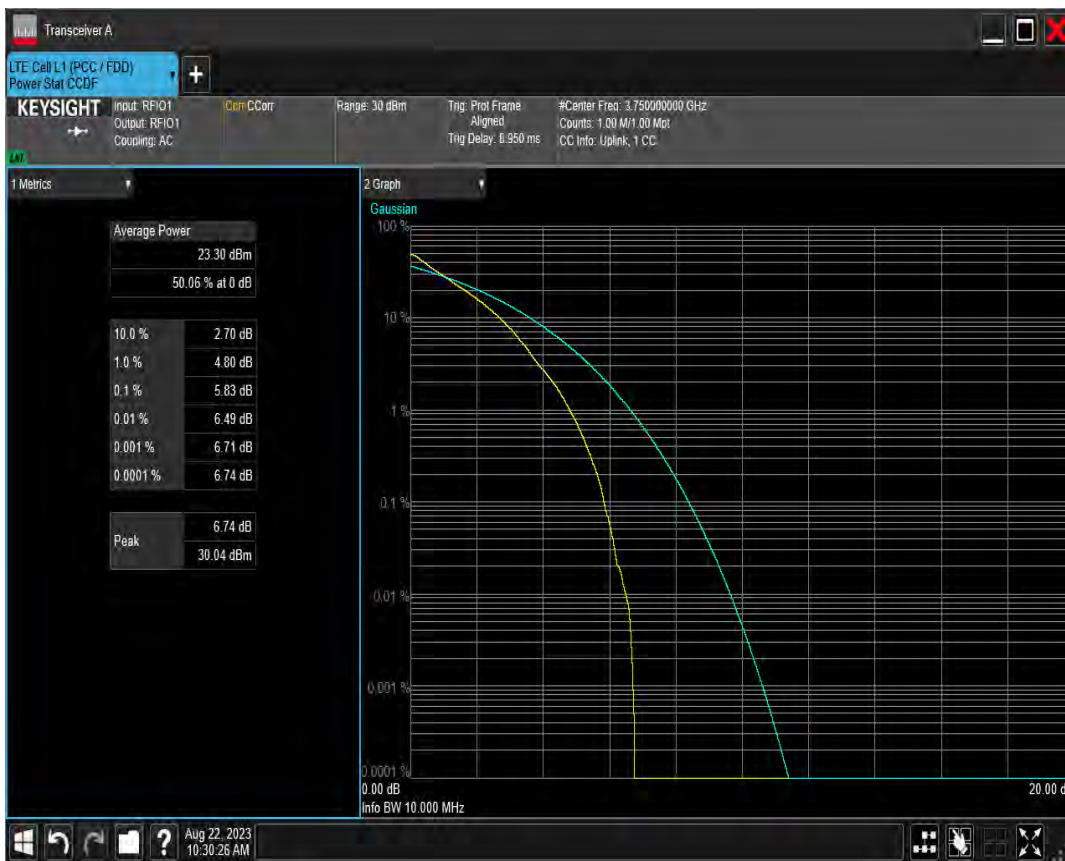 Transceiver A
LTE Cell L1 (PCC / FDD)
Power Stat CCDF
KEYSIGHT
Input: RFIO1
Output: RFIO1
Coupling: AC
Corr CCorr
Range: 30 dBm
Trig: Prot Frame
Aligned
Trig Delay: 8.950 ms
#Center Freq: 3.750000000 GHz
Counts: 1.00 M/1.00 Mpt
CC Info: Uplink, 1 CC
1 Metrics
2 Graph
Average Power
23.30 dBm
50.06 % at 0 dB
10.0 % 2.70 dB
1.0 % 4.80 dB
0.1 % 5.83 dB
0.01 % 6.49 dB
0.001 % 6.71 dB
0.0001 % 6.74 dB
Peak
6.74 dB
30.04 dBm
Gaussian
100 %
10 %
1 %
0.1 %
0.01 %
0.001 %
0.0001 %
0.00 dB
20.00 d
Info BW 10.000 MHz
Aug 22, 2023
10:30:26 AM